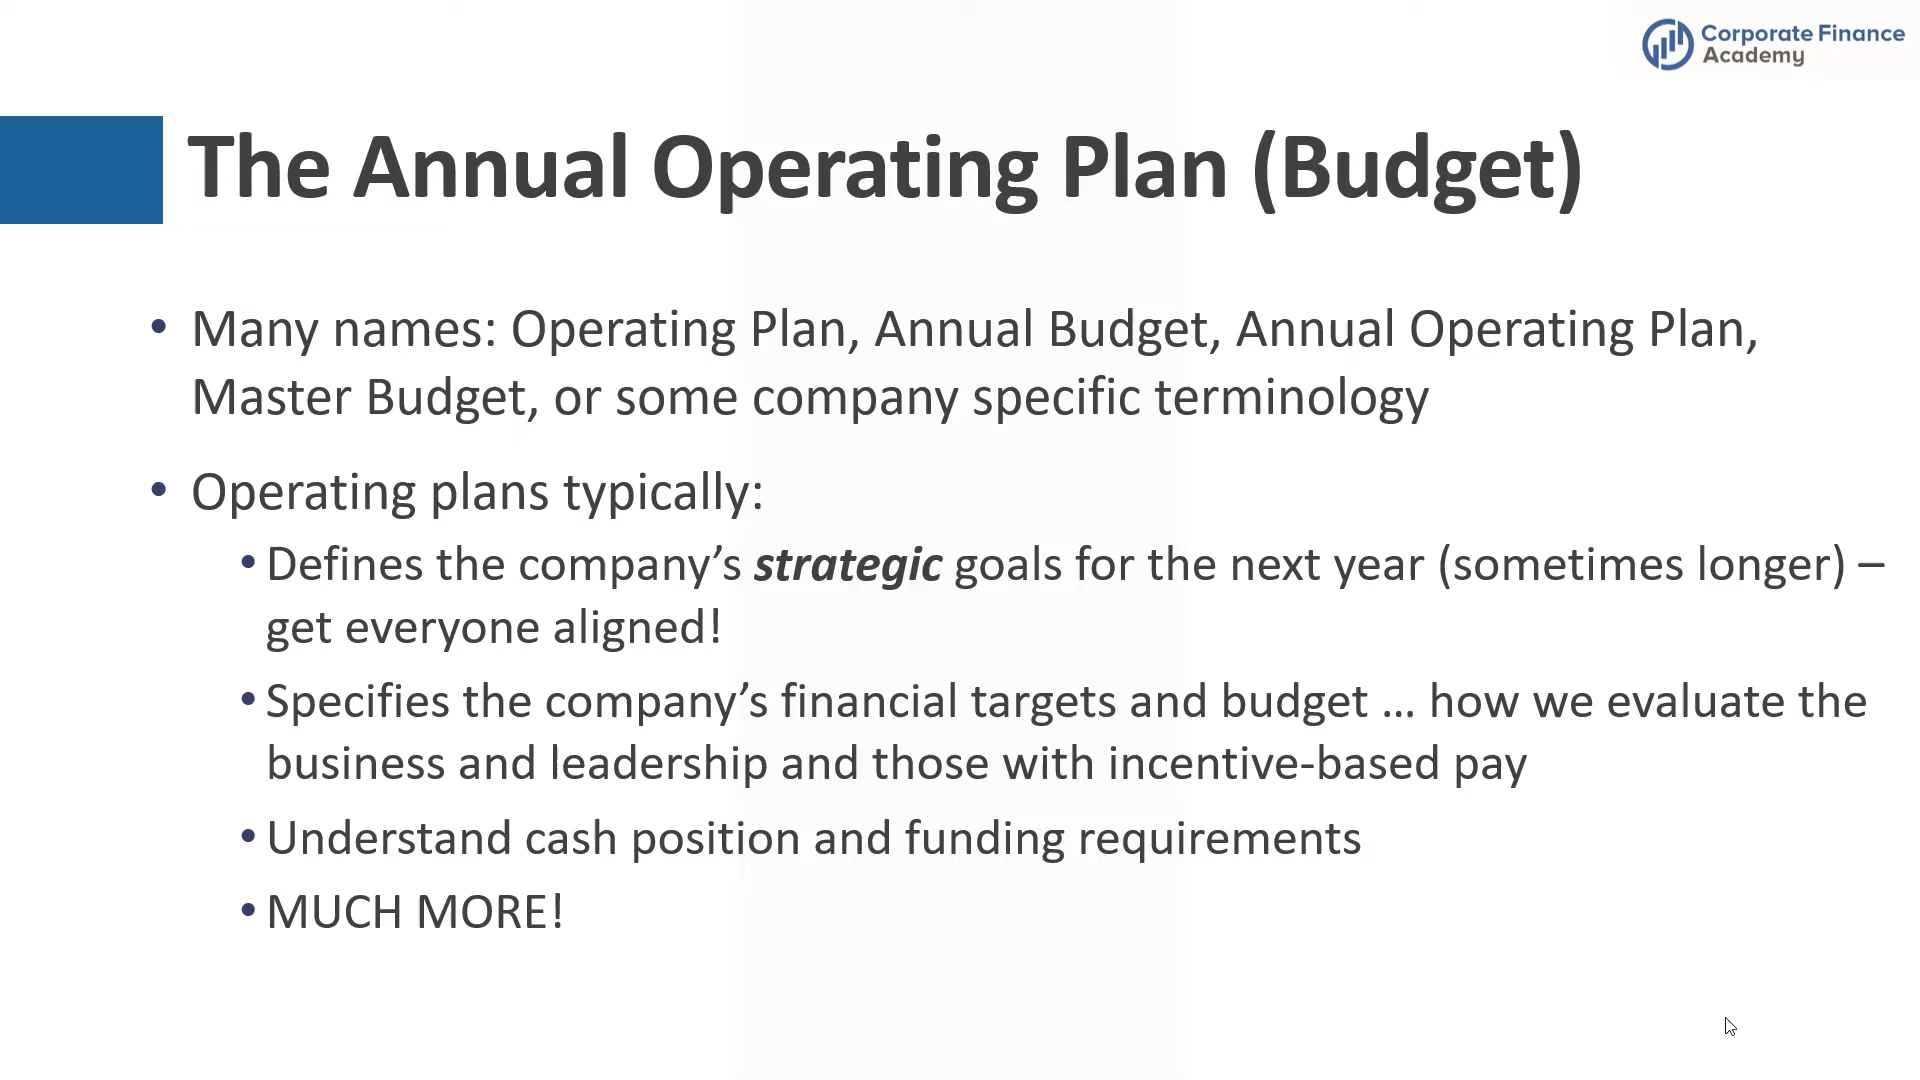 Corporate Finance
Academy
The Annual Operating Plan (Budget)
• Many names: Operating Plan, Annual Budget, Annual Operating Plan,
Master Budget, or some company specific terminology
• Operating plans typically:
• Defines the company’s strategic goals for the next year (sometimes longer) –
get everyone aligned!
• Specifies the company’s financial targets and budget … how we evaluate the
business and leadership and those with incentive-based pay
• Understand cash position and funding requirements
• MUCH MORE!